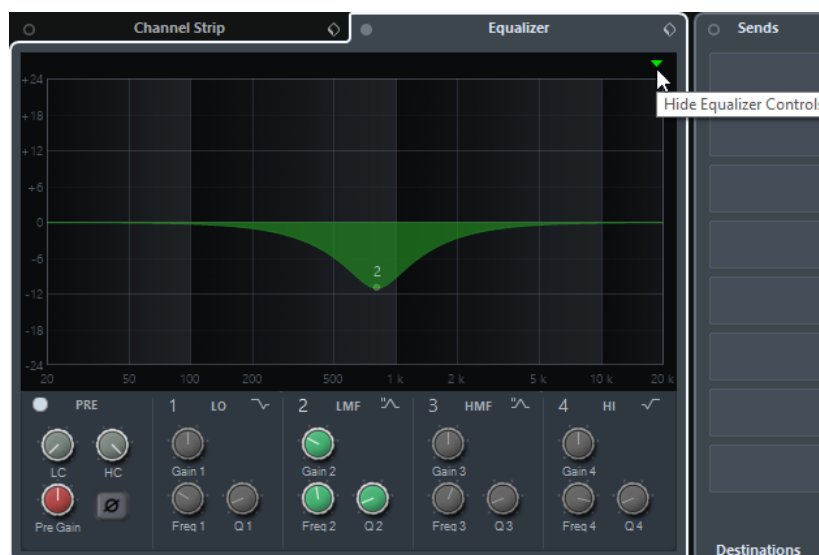 Channel Strip
Equalizer
Sends
Hide Equalizer Controls
+24
+18
+12
+6
0
-6
-12
-18
-24
2
20 50 100 200 500 1 k 2 k 5 k 10 k 20 k
PRE 1 LO 2 LMF 3 HMF 4 HI
LC HC Gain 1 Gain 2 Gain 3 Gain 4
Pre Gain Ø Freq 1 Q 1 Freq 2 Q 2 Freq 3 Q 3 Freq 4 Q 4
Destinations